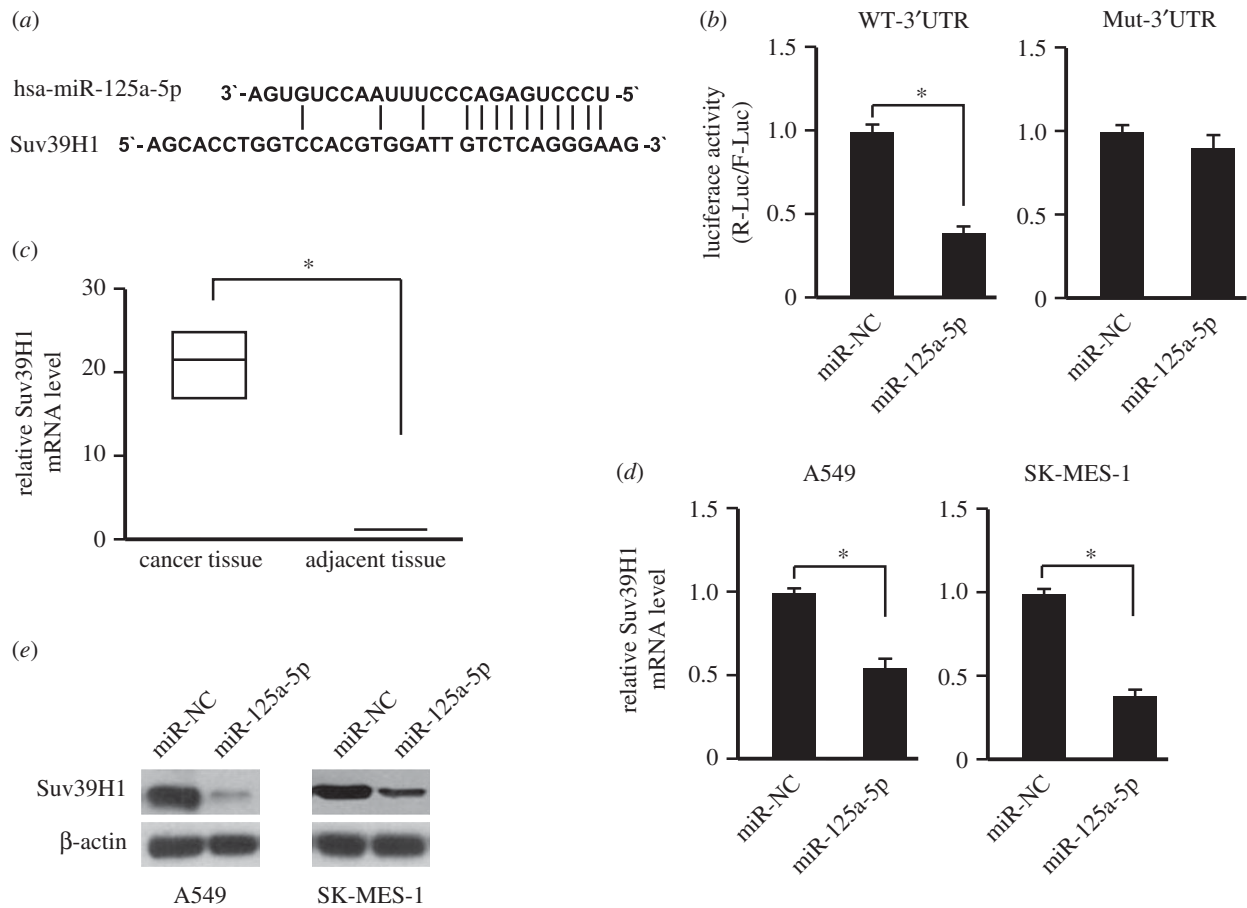 (a)
hsa-miR-125a-5p 3`-AGUGUCCAAUUUCCCAGAGUCCCU-5`
Suv39H1 5`-AGCACCTGGTCCACGTGGATT GTCTCAGGGAAG-3`
(b)
WT-3′UTR
Mut-3′UTR
luciferace activity
(R-Luc/F-Luc)
1.5
1.0
0.5
0
*
miR-NC
miR-125a-5p
1.5
1.0
0.5
0
miR-NC
miR-125a-5p
(c)
relative Suv39H1
mRNA level
30
20
10
0
*
cancer tissue
adjacent tissue
(d)
A549
SK-MES-1
relative Suv39H1
mRNA level
1.5
1.0
0.5
0
*
miR-NC
miR-125a-5p
1.5
1.0
0.5
0
*
miR-NC
miR-125a-5p
(e)
miR-NC
miR-125a-5p
miR-NC
miR-125a-5p
Suv39H1
β-actin
A549
SK-MES-1